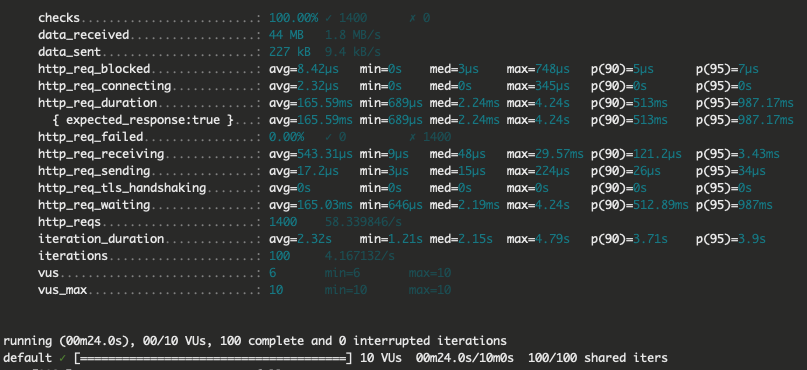 checks.........................: 100.00% ✓ 1400 ✗ 0
data_received..................: 44 MB 1.8 MB/s
data_sent......................: 227 kB 9.4 kB/s
http_req_blocked...............: avg=8.42µs min=0s med=3µs max=748µs p(90)=5µs p(95)=7µs
http_req_connecting............: avg=2.32µs min=0s med=0s max=345µs p(90)=0s p(95)=0s
http_req_duration..............: avg=165.59ms min=689µs med=2.24ms max=4.24s p(90)=513ms p(95)=987.17ms
{ expected_response:true }...: avg=165.59ms min=689µs med=2.24ms max=4.24s p(90)=513ms p(95)=987.17ms
http_req_failed................: 0.00% ✓ 0 ✗ 1400
http_req_receiving.............: avg=543.31µs min=9µs med=48µs max=29.57ms p(90)=121.2µs p(95)=3.43ms
http_req_sending...............: avg=17.2µs min=3µs med=15µs max=224µs p(90)=26µs p(95)=34µs
http_req_tls_handshaking.......: avg=0s min=0s med=0s max=0s p(90)=0s p(95)=0s
http_req_waiting...............: avg=165.03ms min=646µs med=2.19ms max=4.24s p(90)=512.89ms p(95)=987ms
http_reqs......................: 1400 58.339846/s
iteration_duration.............: avg=2.32s min=1.21s med=2.15s max=4.79s p(90)=3.71s p(95)=3.9s
iterations.....................: 100 4.167132/s
vus............................: 6 min=6 max=10
vus_max........................: 10 min=10 max=10
running (00m24.0s), 00/10 VUs, 100 complete and 0 interrupted iterations
default ✓ [======================================] 10 VUs 00m24.0s/10m0s 100/100 shared iters